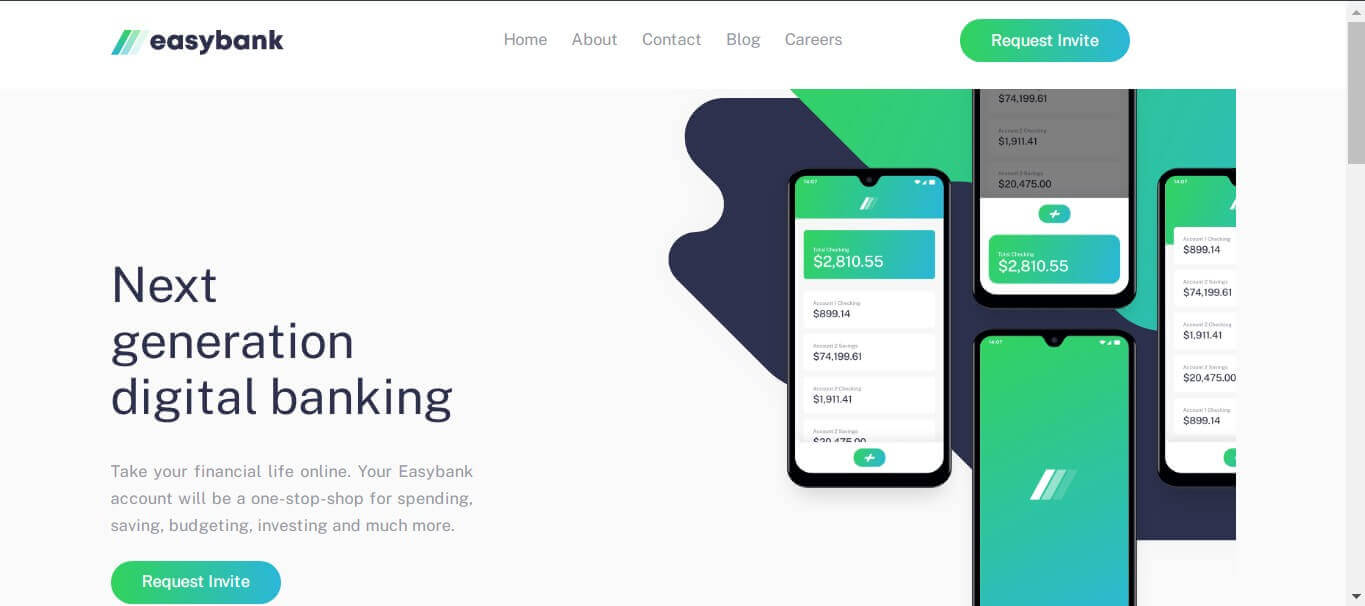 easybank
Home About Contact Blog Careers
Request Invite
Next
generation
digital banking
Take your financial life online. Your Easybank
account will be a one-stop-shop for spending,
saving, budgeting, investing and much more.
Request Invite
14:07
Total Checking
$2,810.55
Account 1 Checking
$899.14
Account 2 Savings
$74,199.61
Account 3 Checking
$1,911.41
Account 2 Savings
$20,475.00
$74,199.61
Account 2 Checking
$1,911.41
Account 3 Savings
$20,475.00
Total Checking
$2,810.55
14:07
14:07
Account 1 Checking
$899.14
Account 2 Savings
$74,199.61
Account 2 Checking
$1,911.41
Account 3 Savings
$20,475.00
Account 1 Checking
$899.14